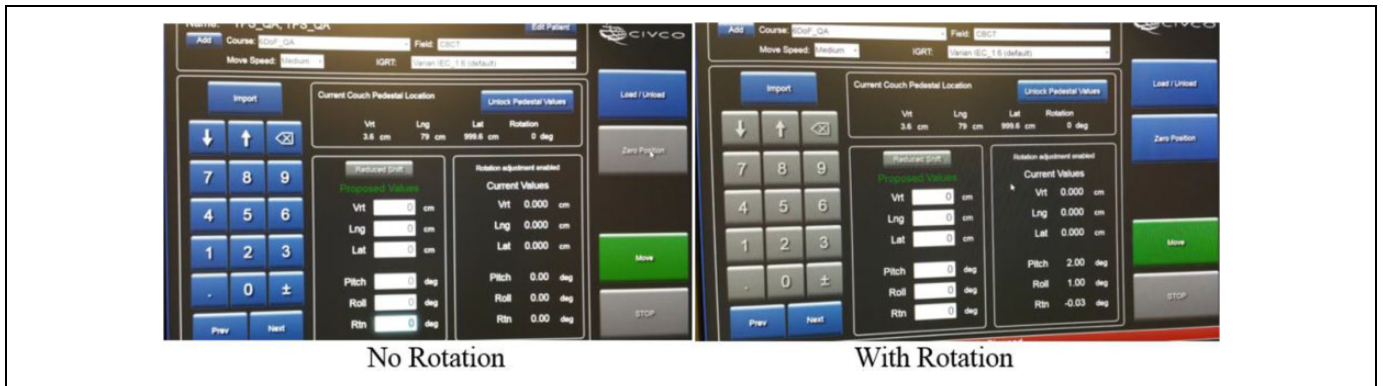 TPS_QA, TPS_QA
Edit Patient
Add Course: 6DoF_QA Field: CBCT
Move Speed: Medium IGRT: Varian IEC_1.6 (default)
CIVCO
Import
Current Couch Pedestal Location
Unlock Pedestal Values
Vrt Lng Lat Rotation
3.6 cm 79 cm 999.6 cm 0 deg
Load / Unload
Zero Position
7 8 9
4 5 6
1 2 3
. 0 ±
Prev Next
Reduced Shift
Proposed Values
Vrt 0 cm
Lng 0 cm
Lat 0 cm
Pitch 0 deg
Roll 0 deg
Rtn 0 deg
Rotation adjustment enabled
Current Values
Vrt 0.000 cm
Lng 0.000 cm
Lat 0.000 cm
Pitch 0.00 deg
Roll 0.00 deg
Rtn 0.00 deg
Move
STOP
No Rotation
Add Course: 6DoF_QA Field: CBCT
Move Speed: Medium IGRT: Varian IEC_1.6 (default)
CIVCO
Import
Current Couch Pedestal Location
Unlock Pedestal Values
Vrt Lng Lat Rotation
3.6 cm 79 cm 999.6 cm 0 deg
Load / Unload
Zero Position
7 8 9
4 5 6
1 2 3
. 0 ±
Prev Next
Reduced Shift
Proposed Values
Vrt 0 cm
Lng 0 cm
Lat 0 cm
Pitch 0 deg
Roll 0 deg
Rtn 0 deg
Rotation adjustment enabled
Current Values
Vrt 0.000 cm
Lng 0.000 cm
Lat 0.000 cm
Pitch 2.00 deg
Roll 1.00 deg
Rtn -0.03 deg
Move
STOP
With Rotation